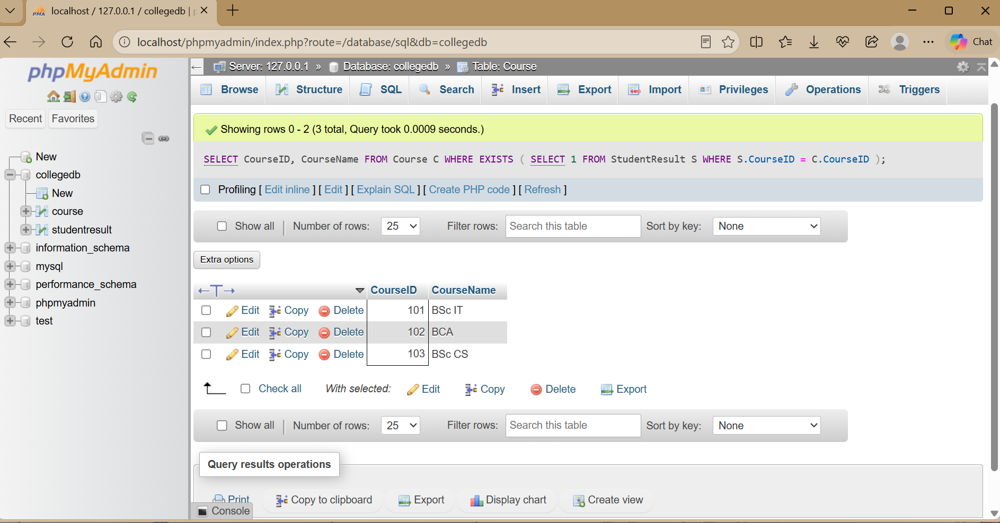 localhost / 127.0.0.1 / collegedb |
localhost/phpmyadmin/index.php?route=/database/sql&db=collegedb
Chat
phpMyAdmin
Recent
Favorites
New
collegedb
New
course
studentresult
information_schema
mysql
performance_schema
phpmyadmin
test
Server: 127.0.0.1 » Database: collegedb » Table: Course
Browse Structure SQL Search Insert Export Import Privileges Operations Triggers
Showing rows 0 - 2 (3 total, Query took 0.0009 seconds.)
SELECT CourseID, CourseName FROM Course C WHERE EXISTS ( SELECT 1 FROM StudentResult S WHERE S.CourseID = C.CourseID );
Profiling [ Edit inline ] [ Edit ] [ Explain SQL ] [ Create PHP code ] [ Refresh ]
Show all | Number of rows: 25 Filter rows: Search this table Sort by key: None
Extra options
←T→ CourseID CourseName
Edit Copy Delete 101 BSc IT
Edit Copy Delete 102 BCA
Edit Copy Delete 103 BSc CS
Check all With selected: Edit Copy Delete Export
Show all | Number of rows: 25 Filter rows: Search this table Sort by key: None
Query results operations
Print Copy to clipboard Export Display chart Create view
Console